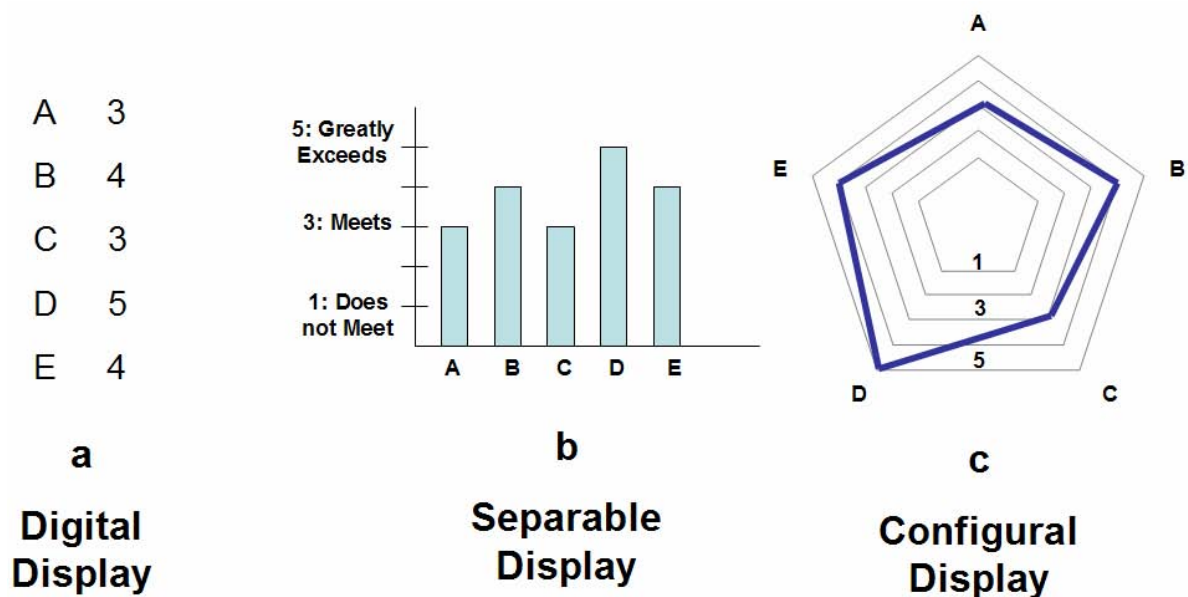 A 3
B 4
C 3
D 5
E 4
a
Digital
Display
5: Greatly
Exceeds
3: Meets
1: Does
not Meet
A B C D E
b
Separable
Display
A
E B
1
3
5
D C
c
Configural
Display